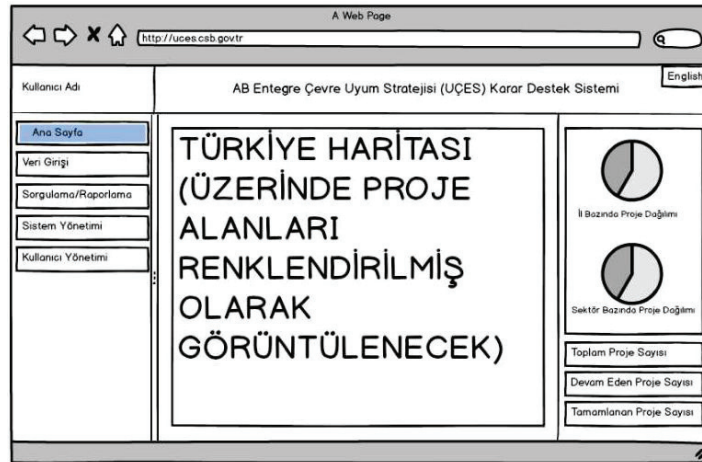 A Web Page
http://uces.csb.gov.tr
Kullanıcı Adı
AB Entegre Çevre Uyum Stratejisi (UÇES) Karar Destek Sistemi
English
Ana Sayfa
Veri Girişi
Sorgulama/Raporlama
Sistem Yönetimi
Kullanıcı Yönetimi
TÜRKİYE HARİTASI
(ÜZERİNDE PROJE
ALANLARI
RENKLENDİRİLMİŞ
OLARAK
GÖRÜNTÜLENECEK)
İl Bazında Proje Dağılımı
Sektör Bazında Proje Dağılımı
Toplam Proje Sayısı
Devam Eden Proje Sayısı
Tamamlanan Proje Sayısı